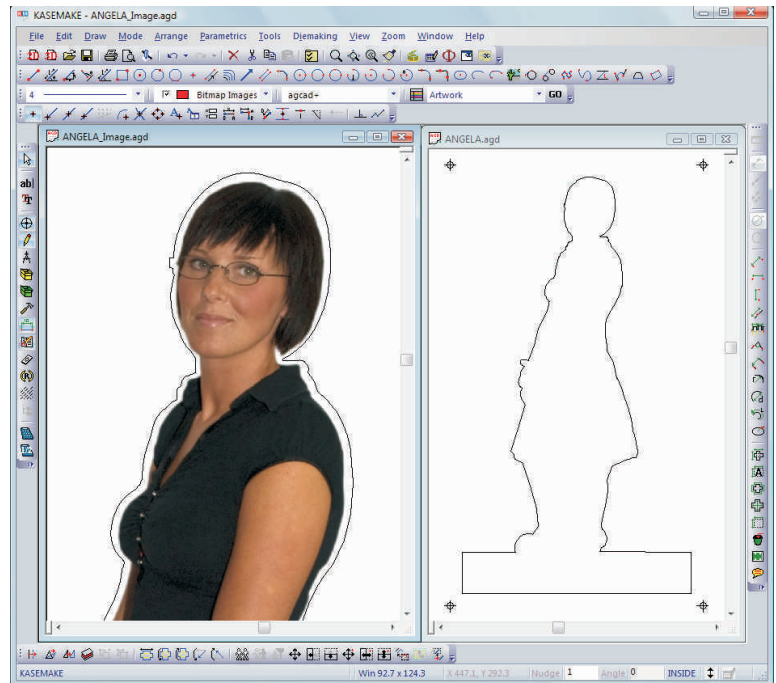 KASEMAKE - ANGELA_Image.agd
File Edit Draw Mode Arrange Parametrics Tools Diemaking View Zoom Window Help
4 Bitmap Images agcad+ Artwork GO
ANGELA_Image.agd
ANGELA.agd
ab|
KASEMAKE Win 92.7 x 124.3 X 447.1, Y 292.3 Nudge 1 Angle 0 INSIDE